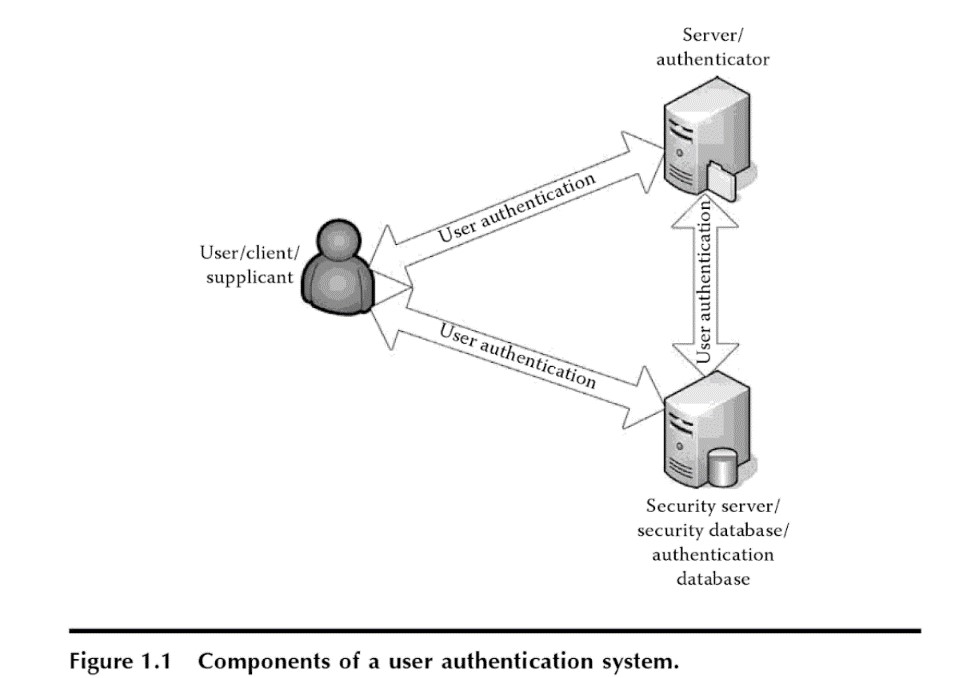 Server/
authenticator
User authentication
User/client/
supplicant
User authentication
User authentication
Security server/
security database/
authentication
database
Figure 1.1 Components of a user authentication system.